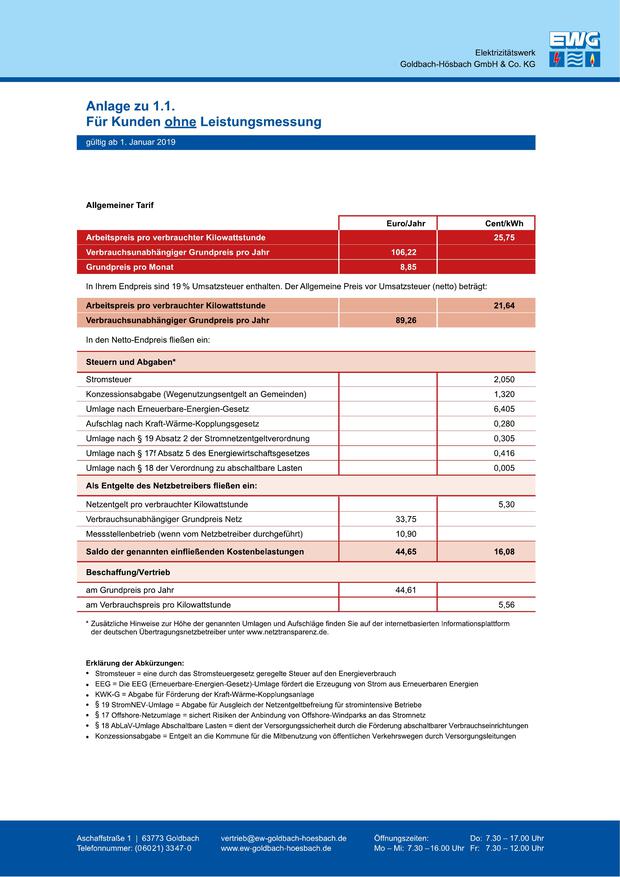 EWG
Elektrizitätswerk
Goldbach-Hösbach GmbH & Co. KG
Anlage zu 1.1.
Für Kunden ohne Leistungsmessung
gültig ab 1. Januar 2019
Allgemeiner Tarif
Euro/Jahr Cent/kWh
Arbeitspreis pro verbrauchter Kilowattstunde 25,75
Verbrauchsunabhängiger Grundpreis pro Jahr 106,22
Grundpreis pro Monat 8,85
In Ihrem Endpreis sind 19 % Umsatzsteuer enthalten. Der Allgemeine Preis vor Umsatzsteuer (netto) beträgt:
Arbeitspreis pro verbrauchter Kilowattstunde 21,64
Verbrauchsunabhängiger Grundpreis pro Jahr 89,26
In den Netto-Endpreis fließen ein:
Steuern und Abgaben*
Stromsteuer 2,050
Konzessionsabgabe (Wegenutzungsentgelt an Gemeinden) 1,320
Umlage nach Erneuerbare-Energien-Gesetz 6,405
Aufschlag nach Kraft-Wärme-Kopplungsgesetz 0,280
Umlage nach § 19 Absatz 2 der Stromnetzentgeltverordnung 0,305
Umlage nach § 17f Absatz 5 des Energiewirtschaftsgesetzes 0,416
Umlage nach § 18 der Verordnung zu abschaltbare Lasten 0,005
Als Entgelte des Netzbetreibers fließen ein:
Netzentgelt pro verbrauchter Kilowattstunde 5,30
Verbrauchsunabhängiger Grundpreis Netz 33,75
Messstellenbetrieb (wenn vom Netzbetreiber durchgeführt) 10,90
Saldo der genannten einfließenden Kostenbelastungen 44,65 16,08
Beschaffung/Vertrieb
am Grundpreis pro Jahr 44,61
am Verbrauchspreis pro Kilowattstunde 5,56
* Zusätzliche Hinweise zur Höhe der genannten Umlagen und Aufschläge finden Sie auf der internetbasierten Informationsplattform
der deutschen Übertragungsnetzbetreiber unter www.netztransparenz.de.
Erklärung der Abkürzungen:
• Stromsteuer = eine durch das Stromsteuergesetz geregelte Steuer auf den Energieverbrauch
• EEG = Die EEG (Erneuerbare-Energien-Gesetz)-Umlage fördert die Erzeugung von Strom aus Erneuerbaren Energien
• KWK-G = Abgabe für Förderung der Kraft-Wärme-Kopplungsanlage
• § 19 StromNEV-Umlage = Abgabe für Ausgleich der Netzentgeltbefreiung für stromintensive Betriebe
• § 17 Offshore-Netzumlage = sichert Risiken der Anbindung von Offshore-Windparks an das Stromnetz
• § 18 AbLaV-Umlage Abschaltbare Lasten = dient der Versorgungssicherheit durch die Förderung abschaltbarer Verbrauchseinrichtungen
• Konzessionsabgabe = Entgelt an die Kommune für die Mitbenutzung von öffentlichen Verkehrswegen durch Versorgungsleitungen
Aschaffstraße 1 | 63773 Goldbach vertrieb@ew-goldbach-hoesbach.de Öffnungszeiten: Do: 7.30 – 17.00 Uhr
Telefonnummer: (06021) 3347-0 www.ew-goldbach-hoesbach.de Mo – Mi: 7.30 – 16.00 Uhr Fr: 7.30 – 12.00 Uhr